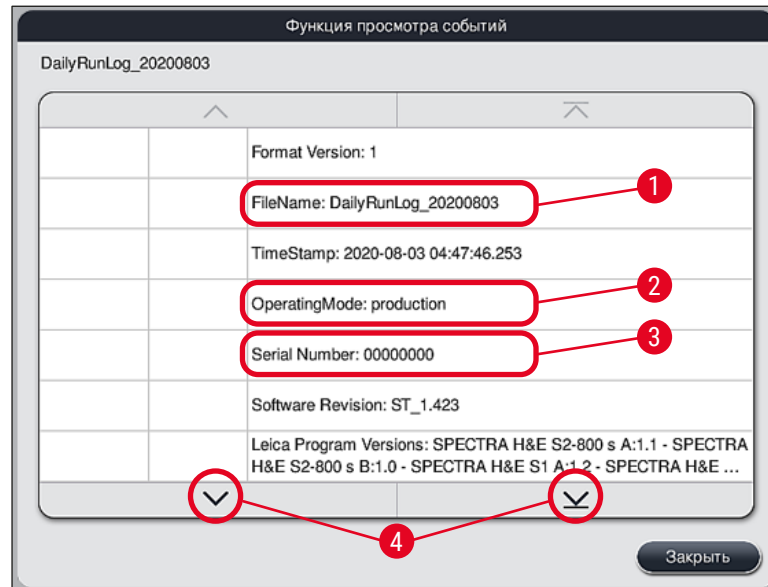 Функция просмотра событий
DailyRunLog_20200803
Format Version: 1
FileName: DailyRunLog_20200803
1
TimeStamp: 2020-08-03 04:47:46.253
OperatingMode: production
2
Serial Number: 00000000
3
Software Revision: ST_1.423
Leica Program Versions: SPECTRA H&E S2-800 s A:1.1 - SPECTRA
H&E S2-800 s B:1.0 - SPECTRA H&E S1 A:1.2 - SPECTRA H&E ...
4
Закрыть